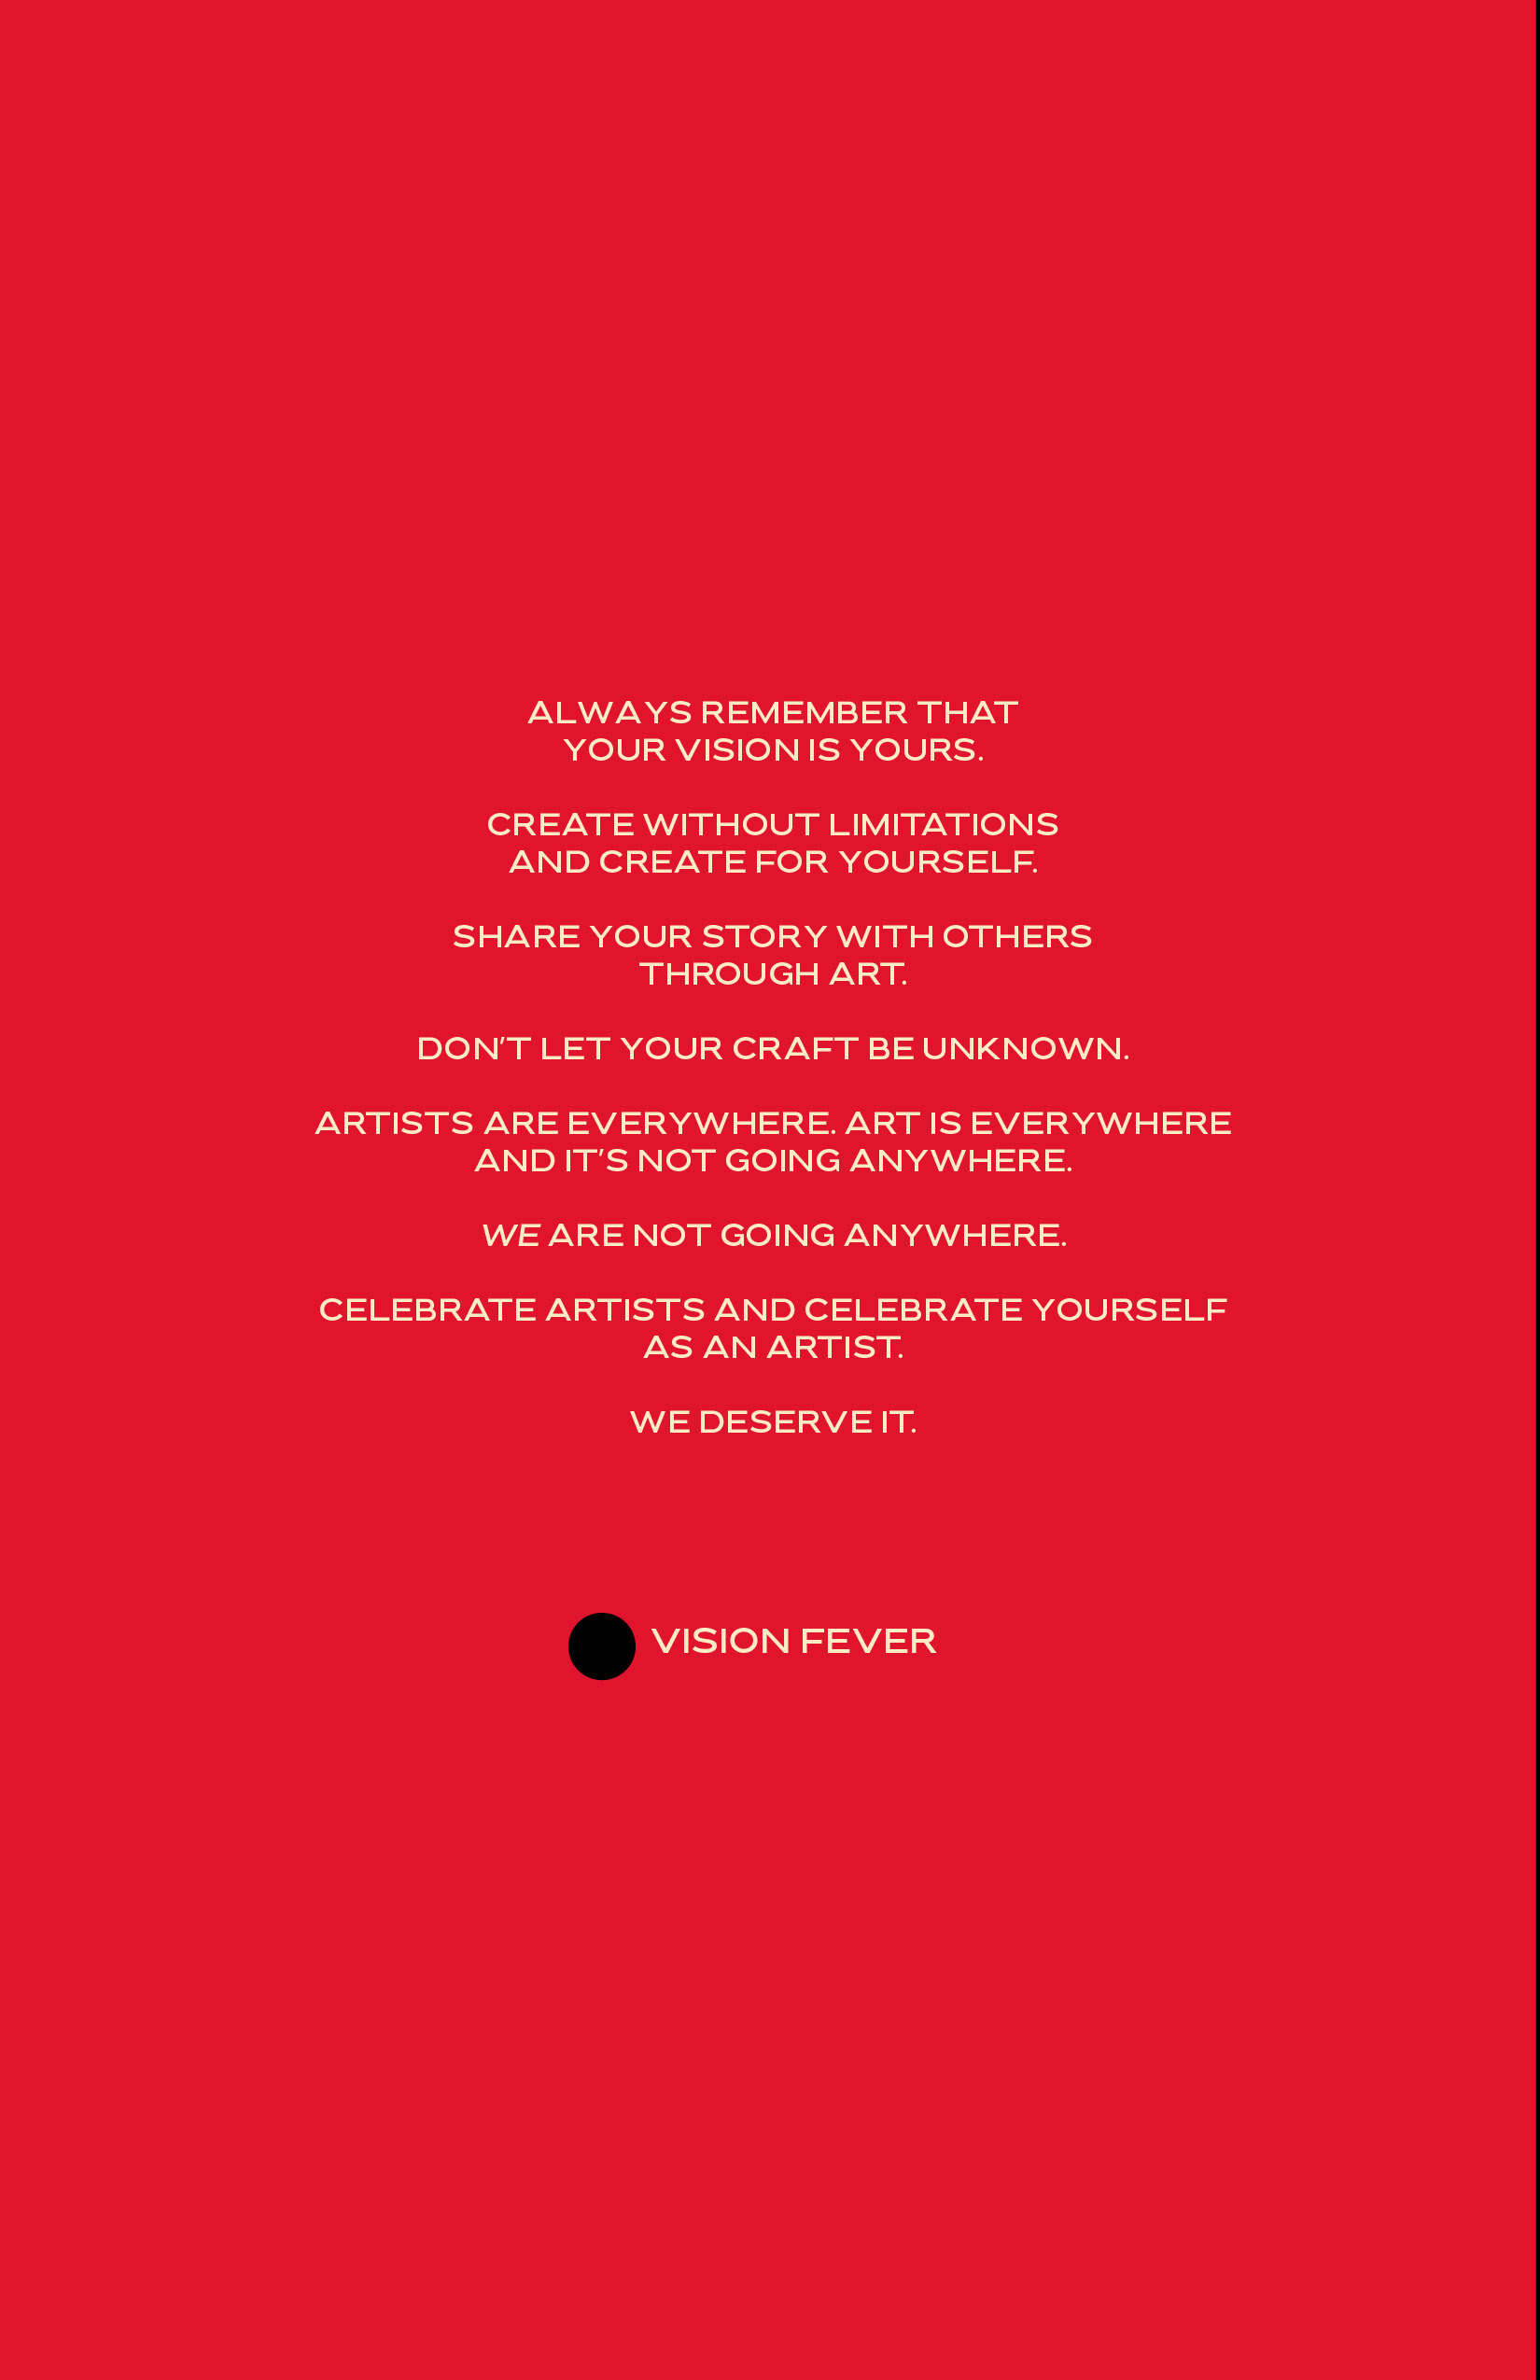 ALWAYS REMEMBER THAT
YOUR VISION IS YOURS.
CREATE WITHOUT LIMITATIONS
AND CREATE FOR YOURSELF.
SHARE YOUR STORY WITH OTHERS
THROUGH ART.
DON'T LET YOUR CRAFT BE UNKNOWN.
ARTISTS ARE EVERYWHERE. ART IS EVERYWHERE
AND IT'S NOT GOING ANYWHERE.
WE ARE NOT GOING ANYWHERE.
CELEBRATE ARTISTS AND CELEBRATE YOURSELF
AS AN ARTIST.
WE DESERVE IT.
VISION FEVER